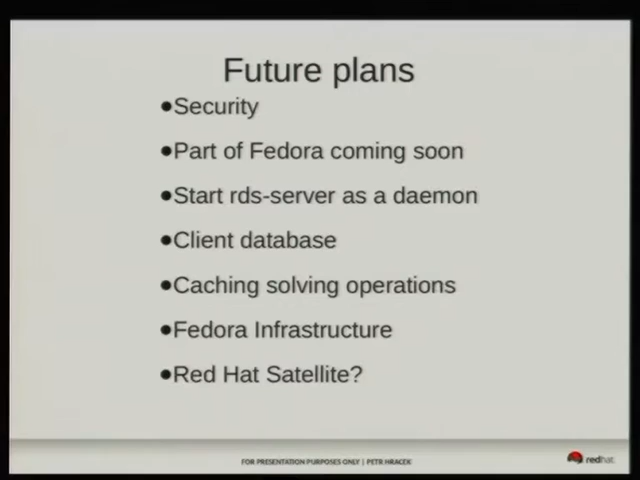 Future plans
●Security
●Part of Fedora coming soon
●Start rds-server as a daemon
●Client database
●Caching solving operations
●Fedora Infrastructure
●Red Hat Satellite?
FOR PRESENTATION PURPOSES ONLY | PETR HRACEK
redhat.